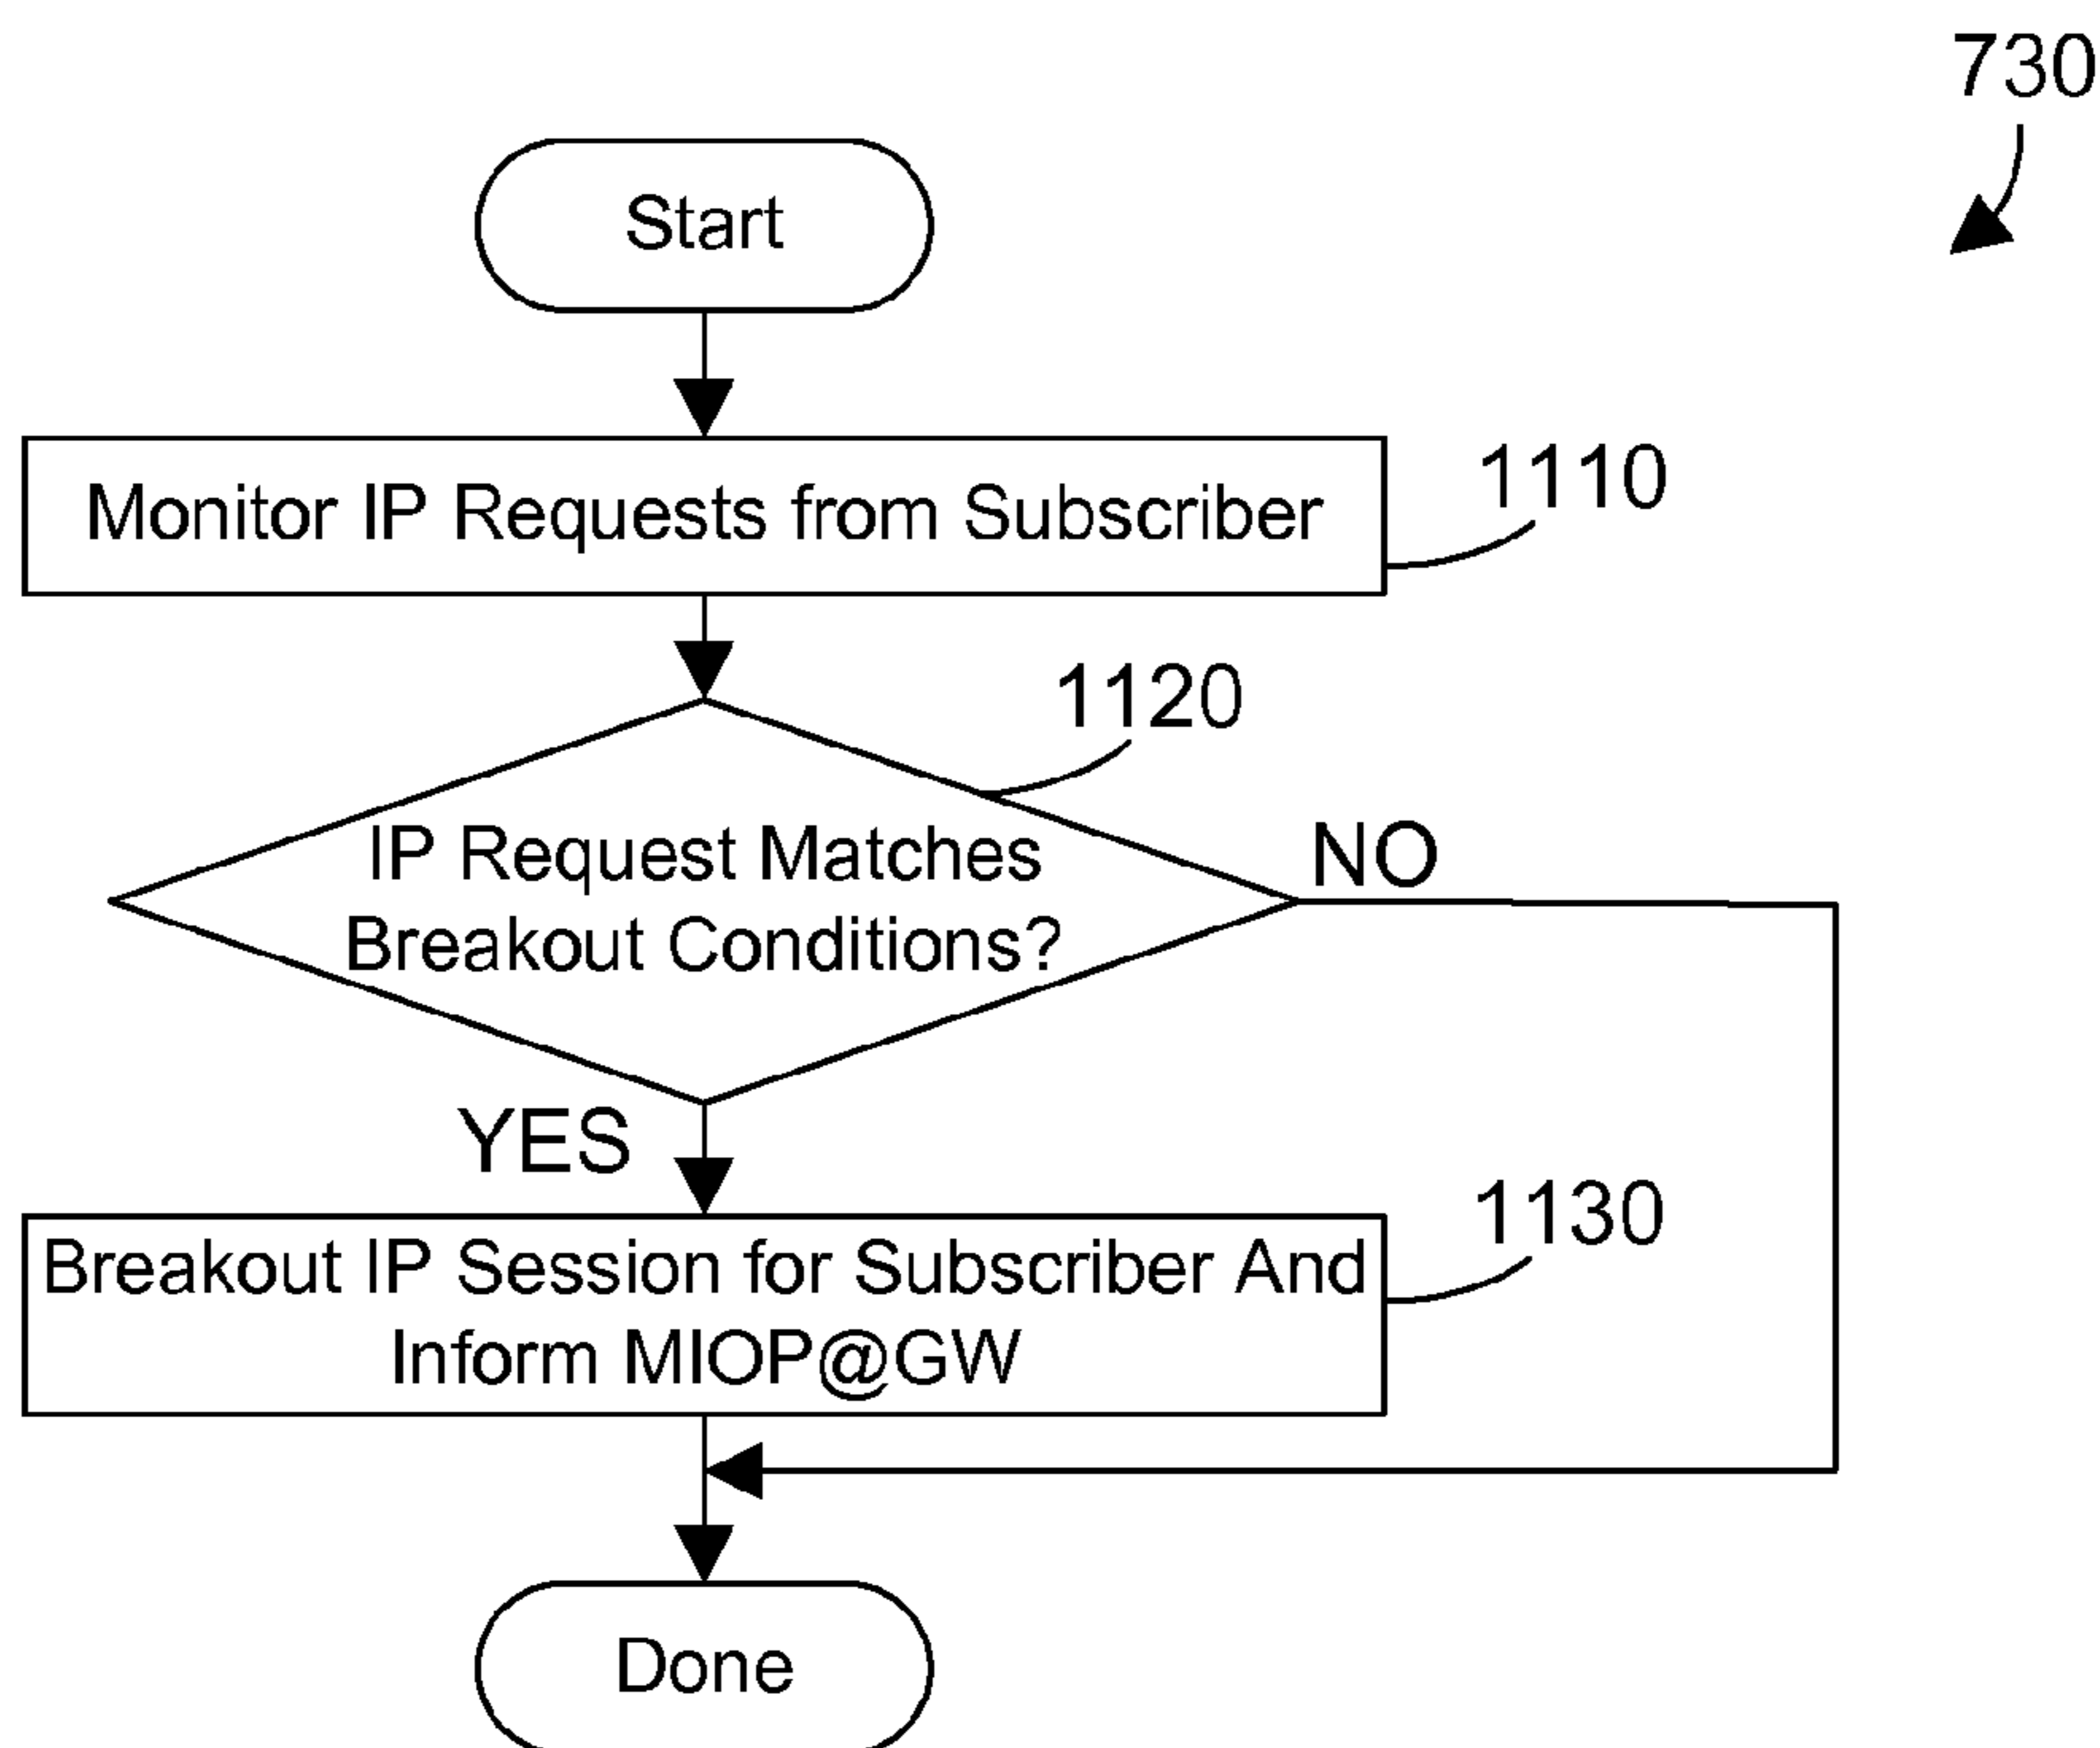 730
Start
Monitor IP Requests from Subscriber
1110
1120
IP Request Matches
Breakout Conditions?
NO
YES
Breakout IP Session for Subscriber And
Inform MIOP@GW
1130
Done